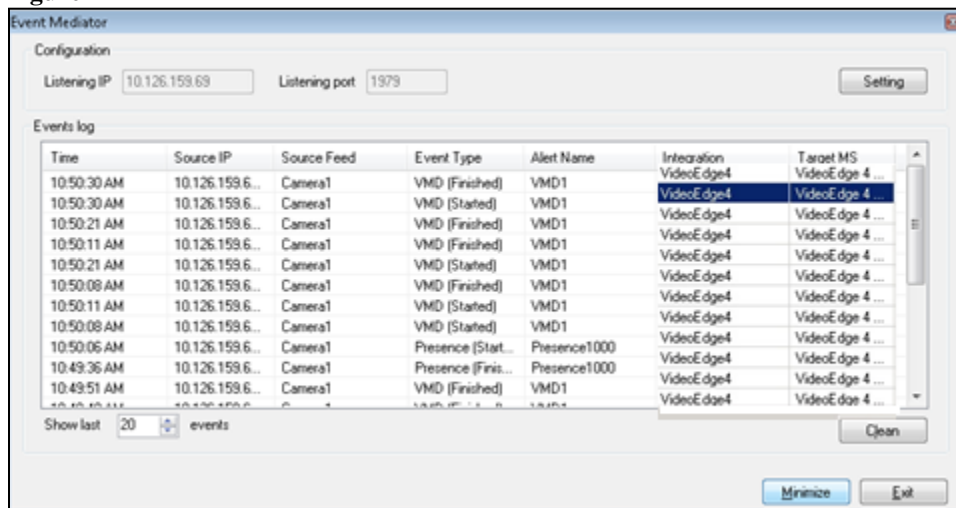 Event Mediator
Configuration
Listening IP 10.126.159.69 Listening port 1979 Setting
Events log
Time Source IP Source Feed Event Type Alert Name Integration Target MS
VideoEdge4 VideoEdge 4 ...
10:50:30 AM 10.126.159.6... Camera1 VMD (Finished) VMD1 VideoEdge4 VideoEdge 4 ...
10:50:30 AM 10.126.159.6... Camera1 VMD (Started) VMD1 VideoEdge4 VideoEdge 4 ...
10:50:21 AM 10.126.159.6... Camera1 VMD (Finished) VMD1 VideoEdge4 VideoEdge 4 ...
10:50:11 AM 10.126.159.6... Camera1 VMD (Finished) VMD1 VideoEdge4 VideoEdge 4 ...
10:50:21 AM 10.126.159.6... Camera1 VMD (Started) VMD1 VideoEdge4 VideoEdge 4 ...
10:50:08 AM 10.126.159.6... Camera1 VMD (Finished) VMD1 VideoEdge4 VideoEdge 4 ...
10:50:11 AM 10.126.159.6... Camera1 VMD (Started) VMD1 VideoEdge4 VideoEdge 4 ...
10:50:08 AM 10.126.159.6... Camera1 VMD (Started) VMD1 VideoEdge4 VideoEdge 4 ...
10:50:06 AM 10.126.159.6... Camera1 Presence (Start... Presence1000 VideoEdge4 VideoEdge 4 ...
10:49:36 AM 10.126.159.6... Camera1 Presence (Finis... Presence1000 VideoEdge4 VideoEdge 4 ...
10:49:51 AM 10.126.159.6... Camera1 VMD (Finished) VMD1 VideoEdge4 VideoEdge 4 ...
Show last 20 events Clean
Minimize Exit